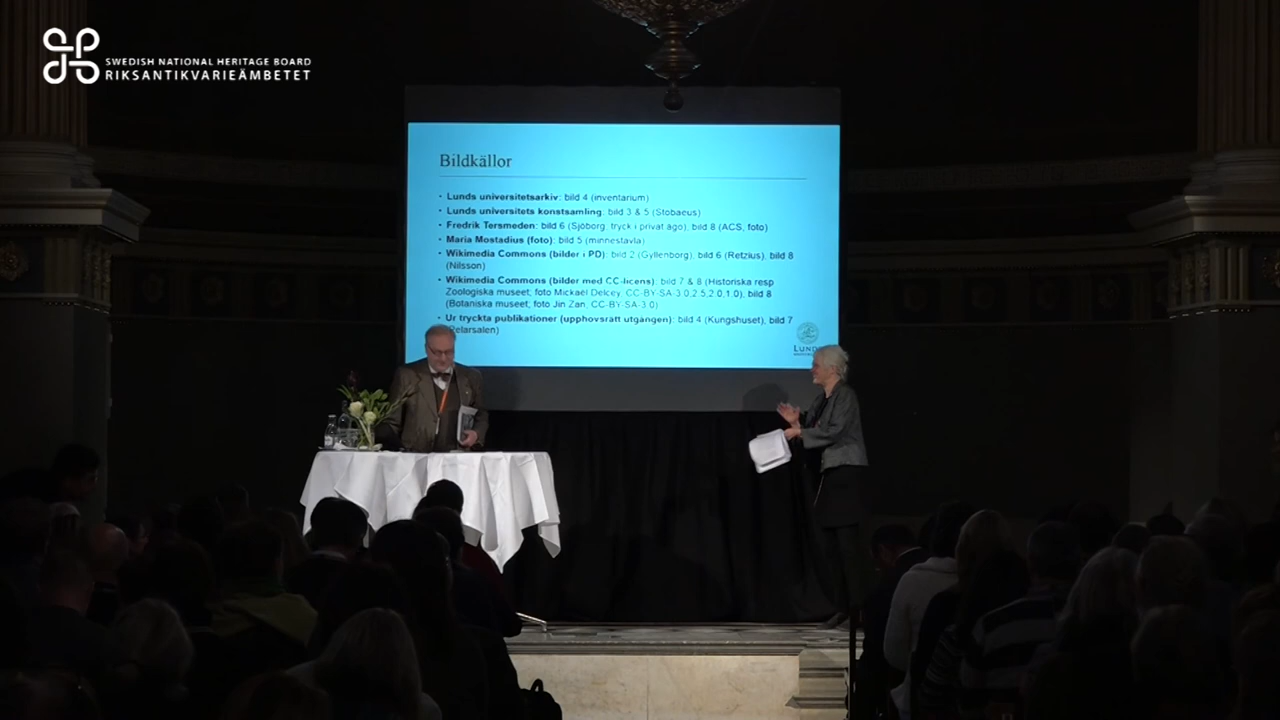 SWEDISH NATIONAL HERITAGE BOARD
RIKSANTIKVARIEÄMBETET
Bildkällor
• Lunds universitetsarkiv: bild 4 (inventarium)
• Lunds universitets konstsamling: bild 3 & 5 (Stobaeus)
• Fredrik Tersmeden: bild 6 (Sjöborg, tryck i privat ägo), bild 8 (ACS, foto)
• Maria Mostadius (foto): bild 5 (minnestavla)
• Wikimedia Commons (bilder i PD): bild 2 (Gyllenborg), bild 6 (Retzius), bild 8
(Nilsson)
• Wikimedia Commons (bilder med CC-licens): bild 7 & 8 (Historiska resp
Zoologiska museet; foto Mickael Delcey, CC-BY-SA-3.0,2.5,2.0,1.0), bild 8
(Botaniska museet; foto Jin Zan, CC-BY-SA-3.0)
• Ur tryckta publikationer (upphovsrätt utgången): bild 4 (Kungshuset), bild 7